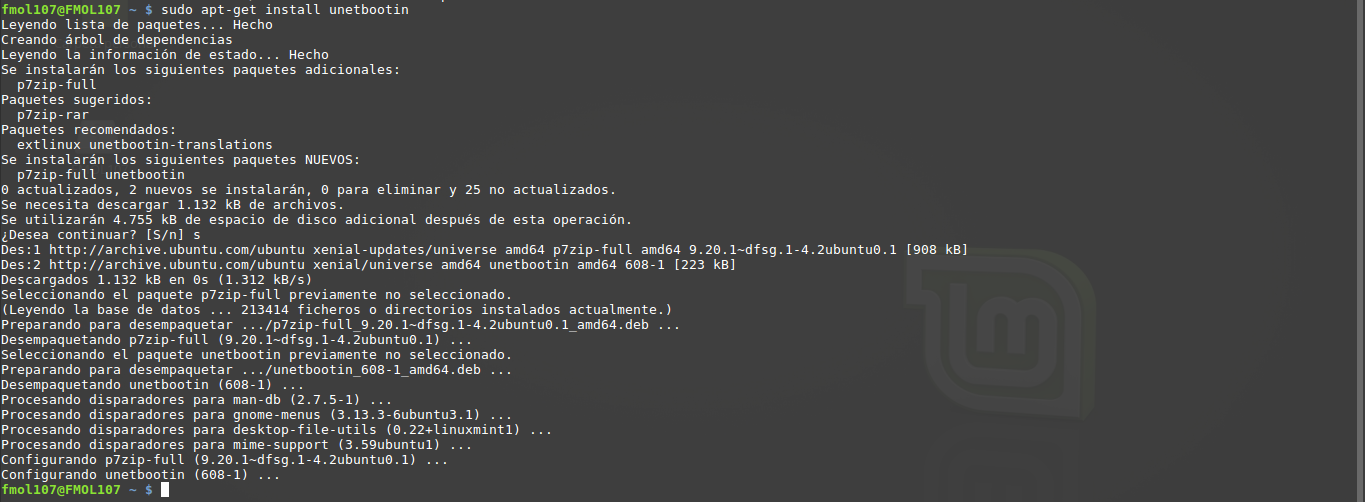 fmol107@FMOL107 ~ $ sudo apt-get install unetbootin
Leyendo lista de paquetes... Hecho
Creando árbol de dependencias
Leyendo la información de estado... Hecho
Se instalarán los siguientes paquetes adicionales:
  p7zip-full
Paquetes sugeridos:
  p7zip-rar
Paquetes recomendados:
  extlinux unetbootin-translations
Se instalarán los siguientes paquetes NUEVOS:
  p7zip-full unetbootin
0 actualizados, 2 nuevos se instalarán, 0 para eliminar y 25 no actualizados.
Se necesita descargar 1.132 kB de archivos.
Se utilizarán 4.755 kB de espacio de disco adicional después de esta operación.
¿Desea continuar? [S/n] s
Des:1 http://archive.ubuntu.com/ubuntu xenial-updates/universe amd64 p7zip-full amd64 9.20.1~dfsg.1-4.2ubuntu0.1 [908 kB]
Des:2 http://archive.ubuntu.com/ubuntu xenial/universe amd64 unetbootin amd64 608-1 [223 kB]
Descargados 1.132 kB en 0s (1.312 kB/s)
Seleccionando el paquete p7zip-full previamente no seleccionado.
(Leyendo la base de datos ... 213414 ficheros o directorios instalados actualmente.)
Preparando para desempaquetar .../p7zip-full_9.20.1~dfsg.1-4.2ubuntu0.1_amd64.deb ...
Desempaquetando p7zip-full (9.20.1~dfsg.1-4.2ubuntu0.1) ...
Seleccionando el paquete unetbootin previamente no seleccionado.
Preparando para desempaquetar .../unetbootin_608-1_amd64.deb ...
Desempaquetando unetbootin (608-1) ...
Procesando disparadores para man-db (2.7.5-1) ...
Procesando disparadores para gnome-menus (3.13.3-6ubuntu3.1) ...
Procesando disparadores para desktop-file-utils (0.22+linuxmint1) ...
Procesando disparadores para mime-support (3.59ubuntu1) ...
Configurando p7zip-full (9.20.1~dfsg.1-4.2ubuntu0.1) ...
Configurando unetbootin (608-1) ...
fmol107@FMOL107 ~ $